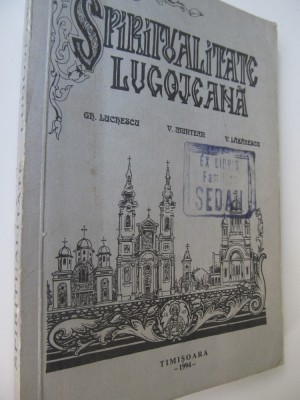 SPIRITUALITATE
LUGOJEANĂ
GH. LUCHESCU V. MUNTEAN V. LĂZĂRESCU
EX LIBRIS
SEDAN
TIMIȘOARA
-1994-